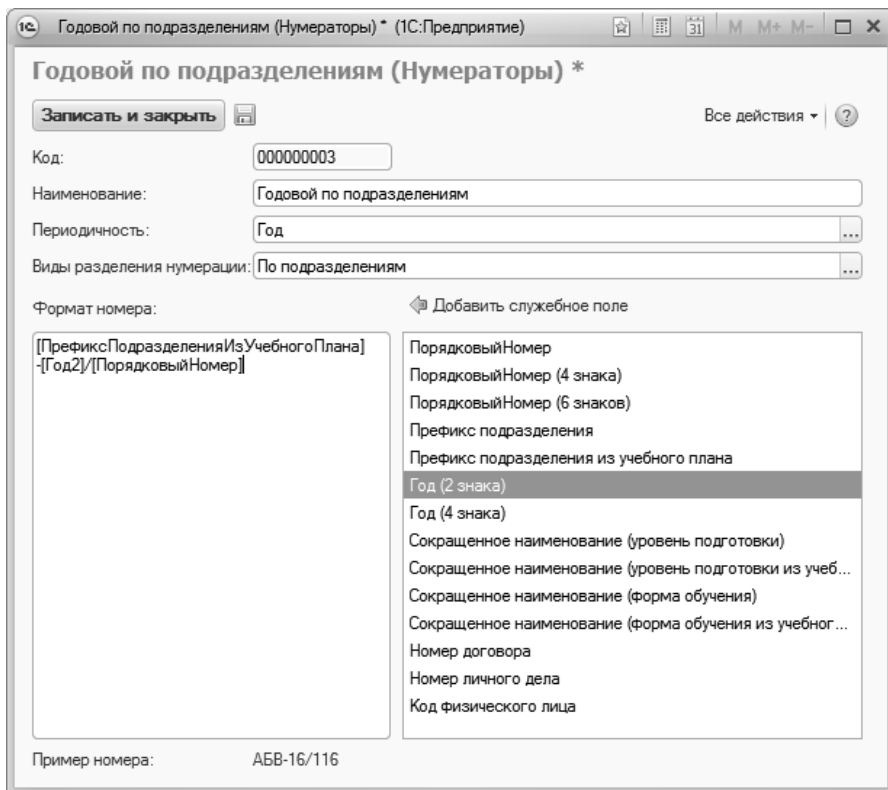 1С Годовой по подразделениям (Нумераторы) * (1С:Предприятие) 31 M M+ M-
Годовой по подразделениям (Нумераторы) *
Записать и закрыть Все действия ?
Код: 000000003
Наименование: Годовой по подразделениям
Периодичность: Год ...
Виды разделения нумерации: По подразделениям ...
Формат номера: Добавить служебное поле
[ПрефиксПодразделенияИзУчебногоПлана]
-[Год2]/[ПорядковыйНомер]
ПорядковыйНомер
ПорядковыйНомер (4 знака)
ПорядковыйНомер (6 знаков)
Префикс подразделения
Префикс подразделения из учебного плана
Год (2 знака)
Год (4 знака)
Сокращенное наименование (уровень подготовки)
Сокращенное наименование (уровень подготовки из учеб...
Сокращенное наименование (форма обучения)
Сокращенное наименование (форма обучения из учебног...
Номер договора
Номер личного дела
Код физического лица
Пример номера: АБВ-16/116